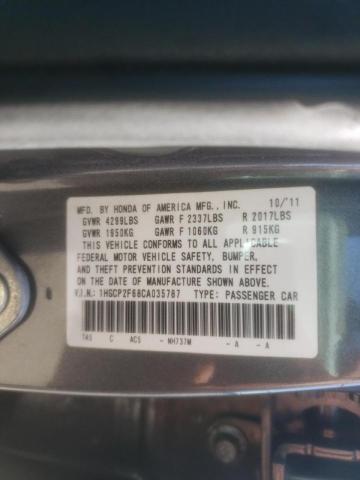 MFD. BY HONDA OF AMERICA MFG., INC. 10/11
GVWR 4299LBS GAWR F 2337LBS R 2017LBS
GVWR 1950KG GAWR F 1060KG R 915KG
THIS VEHICLE CONFORMS TO ALL APPLICABLE
FEDERAL MOTOR VEHICLE SAFETY, BUMPER,
AND THEFT PREVENTION STANDARDS IN EFFECT
ON THE DATE OF MANUFACTURE SHOWN ABOVE.
V.I.N.: 1HGCP2F68CA035787 TYPE: PASSENGER CAR
TA5 C AC5 - NH737M - A - A